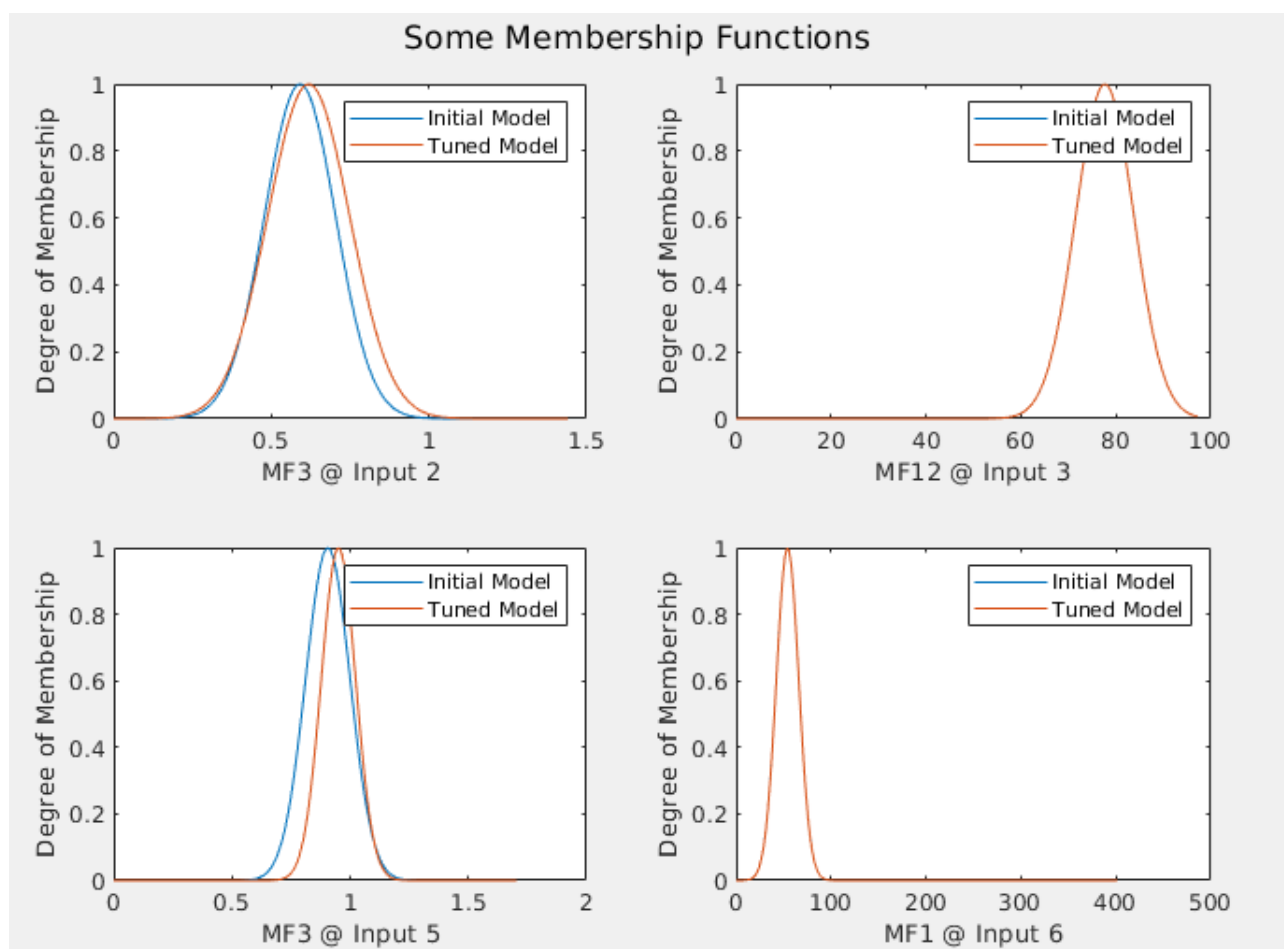 Some Membership Functions
Degree of Membership
1
0.8
0.6
0.4
0.2
0
0
0.5
1
1.5
Initial Model
Tuned Model
MF3 @ Input 2
Degree of Membership
1
0.8
0.6
0.4
0.2
0
0
20
40
60
80
100
Initial Model
Tuned Model
MF12 @ Input 3
Degree of Membership
1
0.8
0.6
0.4
0.2
0
0
0.5
1
1.5
2
Initial Model
Tuned Model
MF3 @ Input 5
Degree of Membership
1
0.8
0.6
0.4
0.2
0
0
100
200
300
400
500
Initial Model
Tuned Model
MF1 @ Input 6